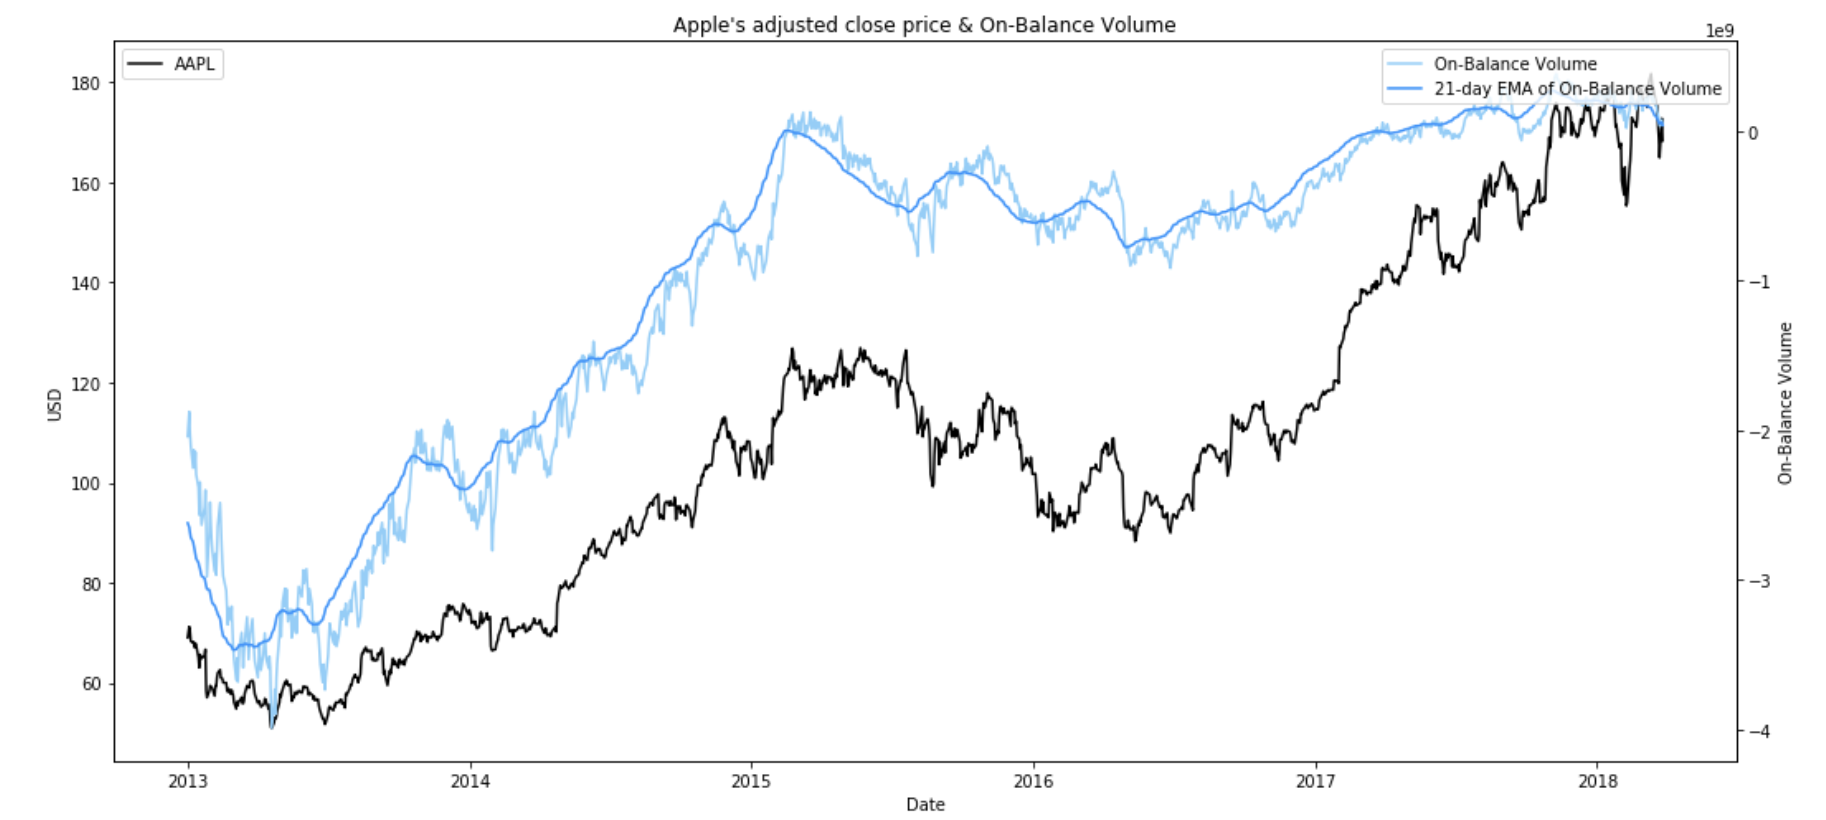 Apple's adjusted close price & On-Balance Volume
1e9
AAPL
On-Balance Volume
21-day EMA of On-Balance Volume
180
160
140
120
100
80
60
USD
0
−1
−2
−3
−4
On-Balance Volume
2013 2014 2015 2016 2017 2018
Date